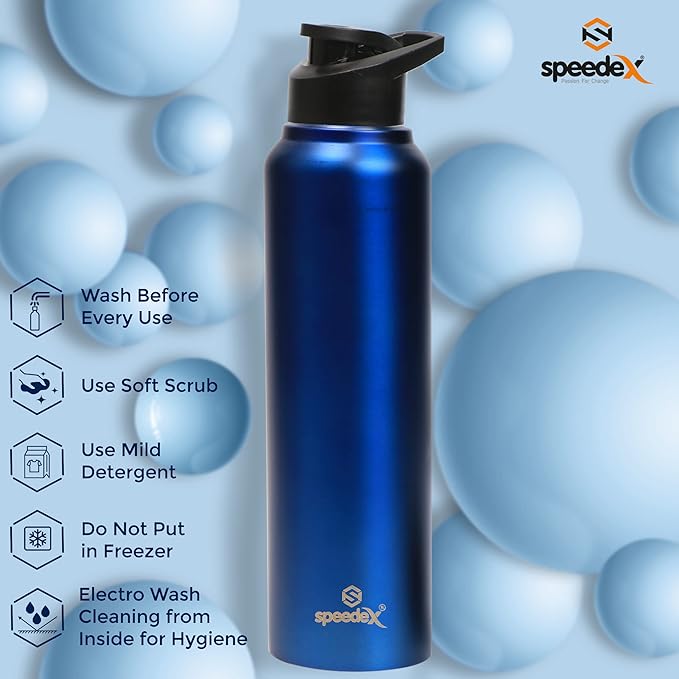 speedex®
Passion For Change
Wash Before
Every Use
Use Soft Scrub
Use Mild
Detergent
Do Not Put
in Freezer
Electro Wash
Cleaning from
Inside for Hygiene
speedex®